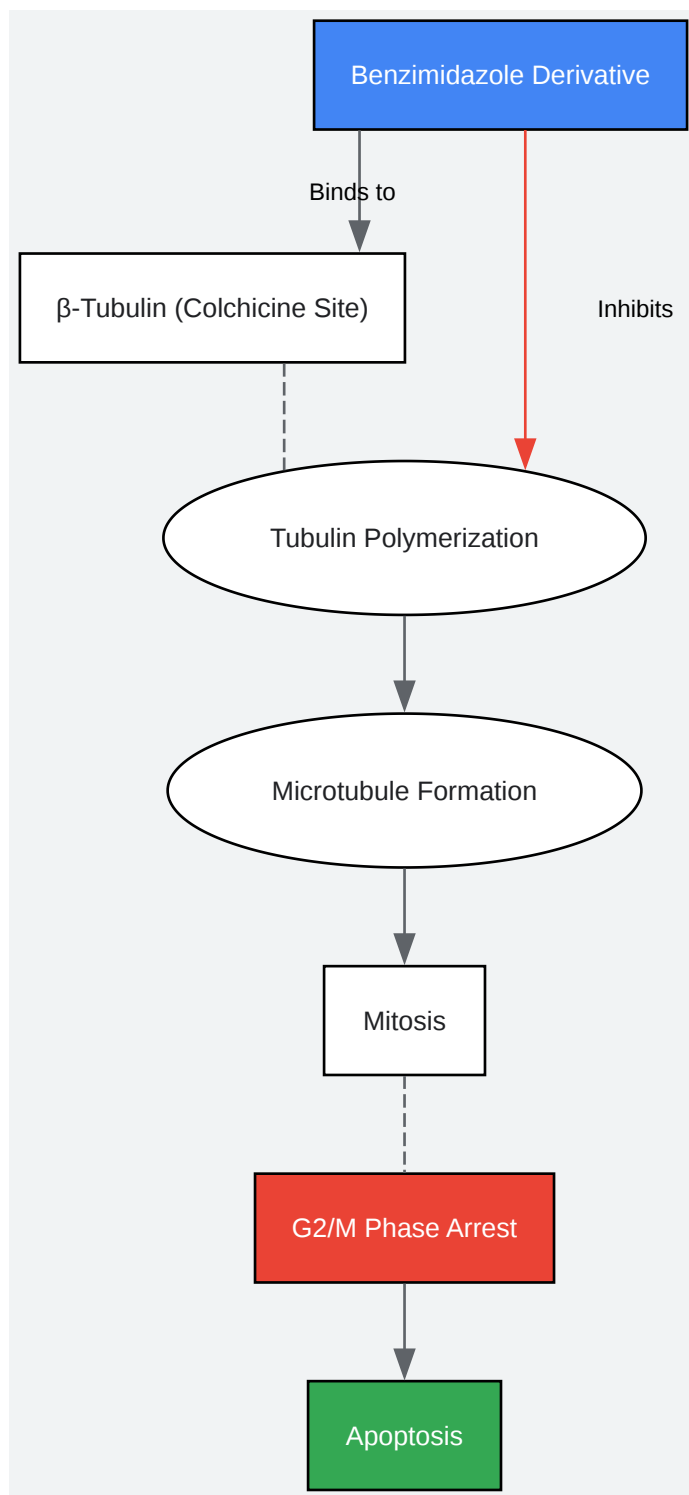 Benzimidazole Derivative
Binds to
β-Tubulin (Colchicine Site)
Inhibits
Tubulin Polymerization
Microtubule Formation
Mitosis
G2/M Phase Arrest
Apoptosis